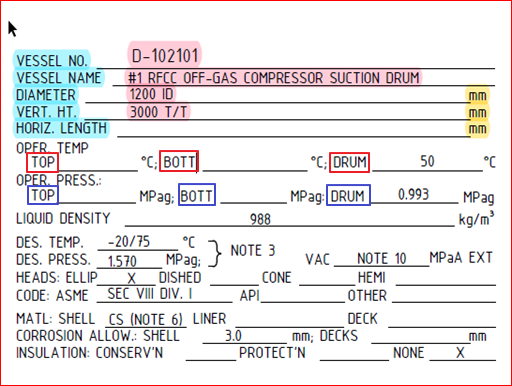 VESSEL NO. D-102101
VESSEL NAME #1 RFCC OFF-GAS COMPRESSOR SUCTION DRUM
DIAMETER 1200 ID mm
VERT. HT. 3000 T/T mm
HORIZ. LENGTH mm
OPER. TEMP
TOP °C; BOTT °C; DRUM 50 °C
OPER. PRESS.:
TOP MPag; BOTT MPag: DRUM 0.993 MPag
LIQUID DENSITY 988 kg/m³
DES. TEMP. -20/75 °C
NOTE 3
DES. PRESS. 1.570 MPag; VAC NOTE 10 MPaA EXT
HEADS: ELLIP X DISHED CONE HEMI
CODE: ASME SEC VIII DIV. I API OTHER
MATL: SHELL CS (NOTE 6) LINER DECK
CORROSION ALLOW.: SHELL 3.0 mm; DECKS mm
INSULATION: CONSERV'N PROTECT'N NONE X